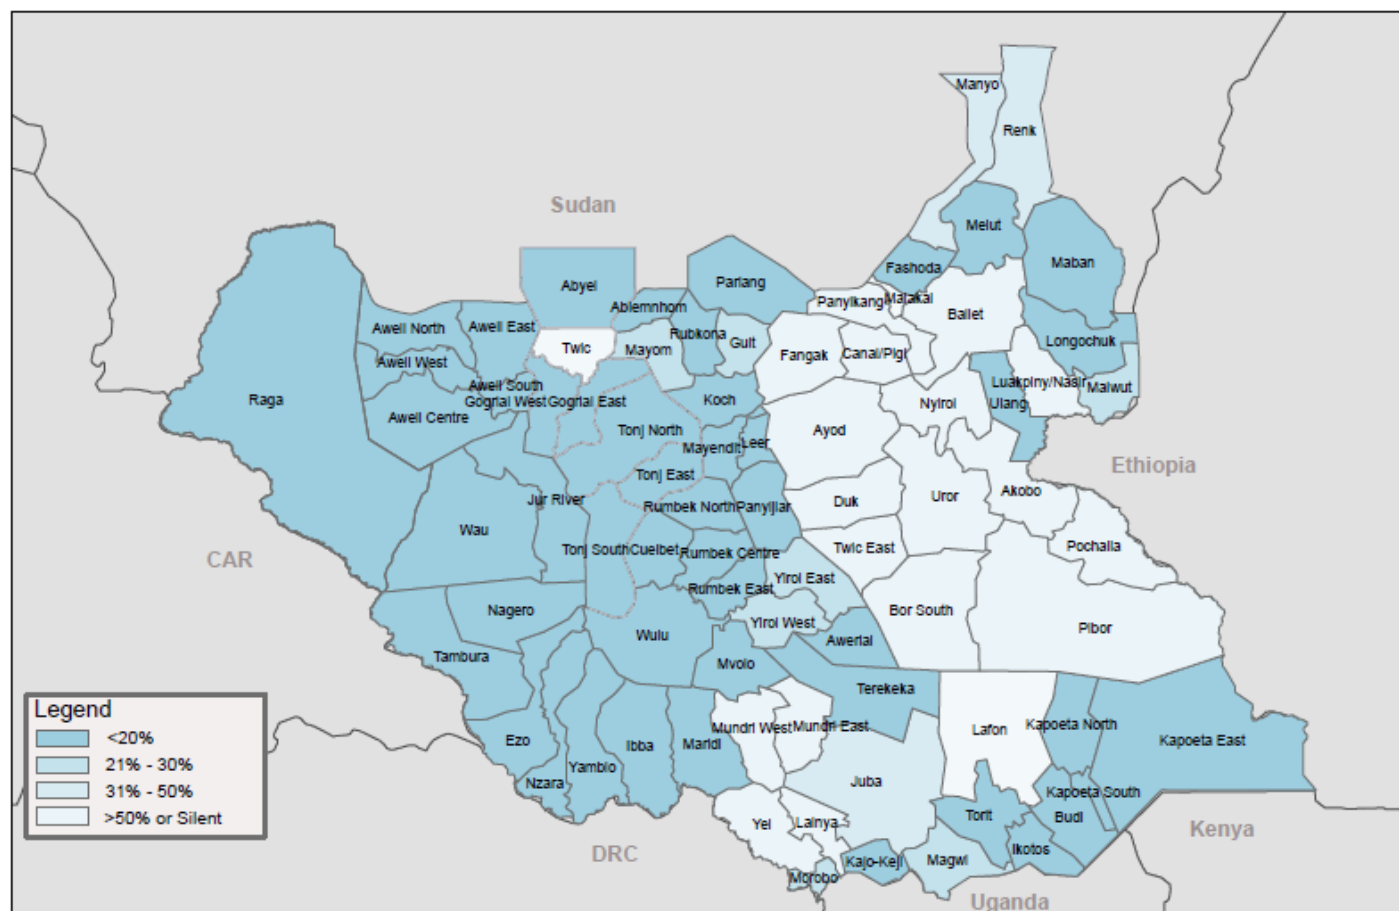 Manyo
Renk
Sudan
Melut
Maban
Fashoda
Abyei
Pariang
Abiemnhom
Panyikang
Malakal
Baliet
Aweil North
Aweil East
Rubkona
Guit
Longochuk
Twic
Mayom
Fangak
Canal/Pigi
Aweil West
Luakpiny/Nasir
Maiwut
Aweil South
Raga
Gogrial West
Gogrial East
Koch
Nyirol
Ulang
Aweil Centre
Tonj North
Ayod
Mayendit
Leer
Ethiopia
Tonj East
Akobo
Jur River
Rumbek North
Panyijiar
Duk
Uror
Wau
CAR
Tonj South
Cueibet
Rumbek Centre
Twic East
Pochalla
Yirol East
Rumbek East
Nagero
Bor South
Yirol West
Pibor
Wulu
Awerial
Tambura
Mvolo
Terekeka
Mundri West
Mundri East
Lafon
Kapoeta North
Kapoeta East
Ezo
Ibba
Maridi
Yambio
Nzara
Juba
Kapoeta South
Torit
Budi
Yei
Lainya
Kenya
DRC
Kajo-Keji
Magwi
Ikotos
Morobo
Uganda
Legend
<20%
21% - 30%
31% - 50%
>50% or Silent